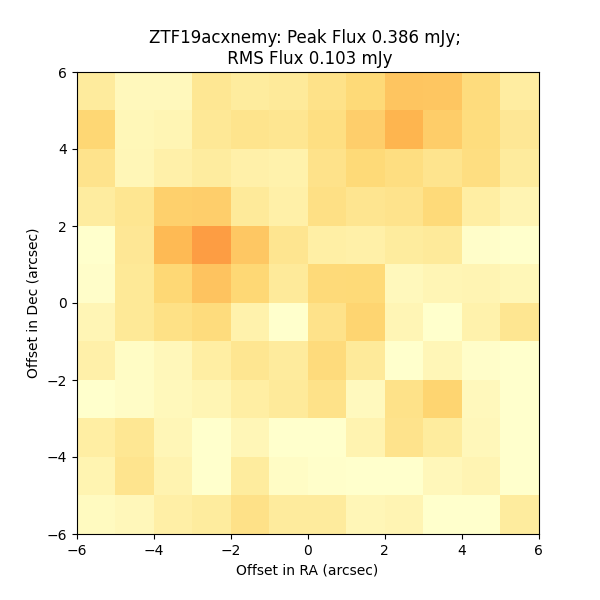 ZTF19acxnemy: Peak Flux 0.386 mJy;
RMS Flux 0.103 mJy
6
4
2
0
−2
−4
−6
Offset in Dec (arcsec)
−6 −4 −2 0 2 4 6
Offset in RA (arcsec)